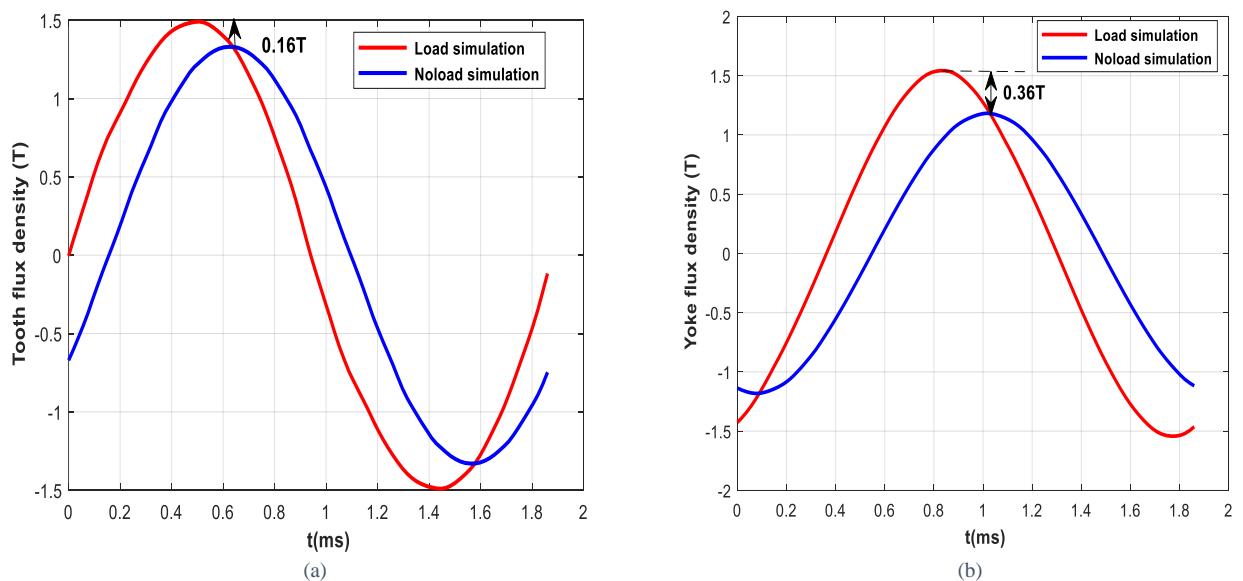 Tooth flux density (T)
1.5
1
0.5
0
-0.5
-1
-1.5
0.16T
Load simulation
Noload simulation
0 0.2 0.4 0.6 0.8 1 1.2 1.4 1.6 1.8 2
t(ms)
(a)
Yoke flux density (T)
2
1.5
1
0.5
0
-0.5
-1
-1.5
-2
Load simulation
Noload simulation
0.36T
0 0.2 0.4 0.6 0.8 1 1.2 1.4 1.6 1.8 2
t(ms)
(b)